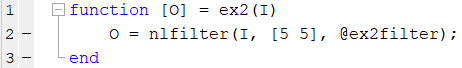 1 function [O] = ex2(I)
2 - O = nlfilter(I, [5 5], @ex2filter);
3 - end